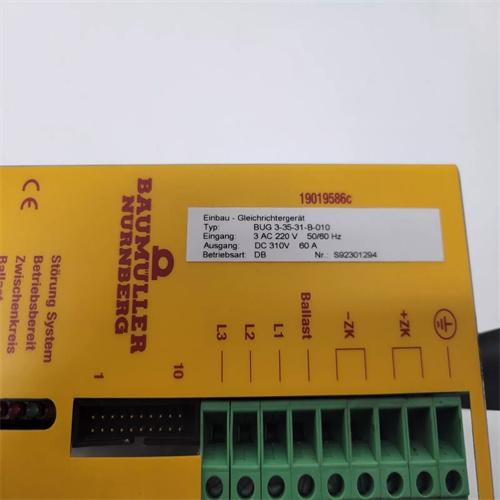 19019586c
Einbau - Gleichrichtergerät
Typ: BUG 3-35-31-B-010
Eingang: 3 AC 220 V 50/60 Hz
Ausgang: DC 310V 60 A
Betriebsart: DB Nr.: S92301294
CE
BAUMÜLLER
NÜRNBERG
Störung System
Betriebsbereit
Zwischenkreis
Ballast
L3
L2
L1
Ballast
-ZK
+ZK
1
10